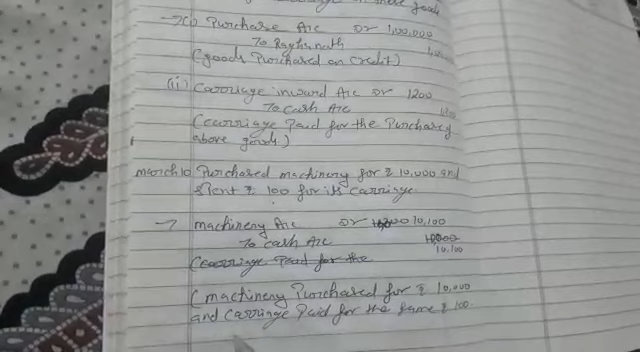 goods
→(i) Purchase A/c Dr 1,00,000
To Raghunath
(goods Purchased on credit)
(ii) Carriage inward A/c Dr 1200
To cash A/c
(carriage Paid for the Purchase
above goods.)
march 10 Purchased machinery for ₹ 10,000 and
spent ₹ 100 for its carriage.
→ machinery A/c Dr 10,100
To cash A/c
10,100
(carriage Paid for the
(machinery Purchased for ₹ 10,000
and carriage Paid for the same ₹ 100.